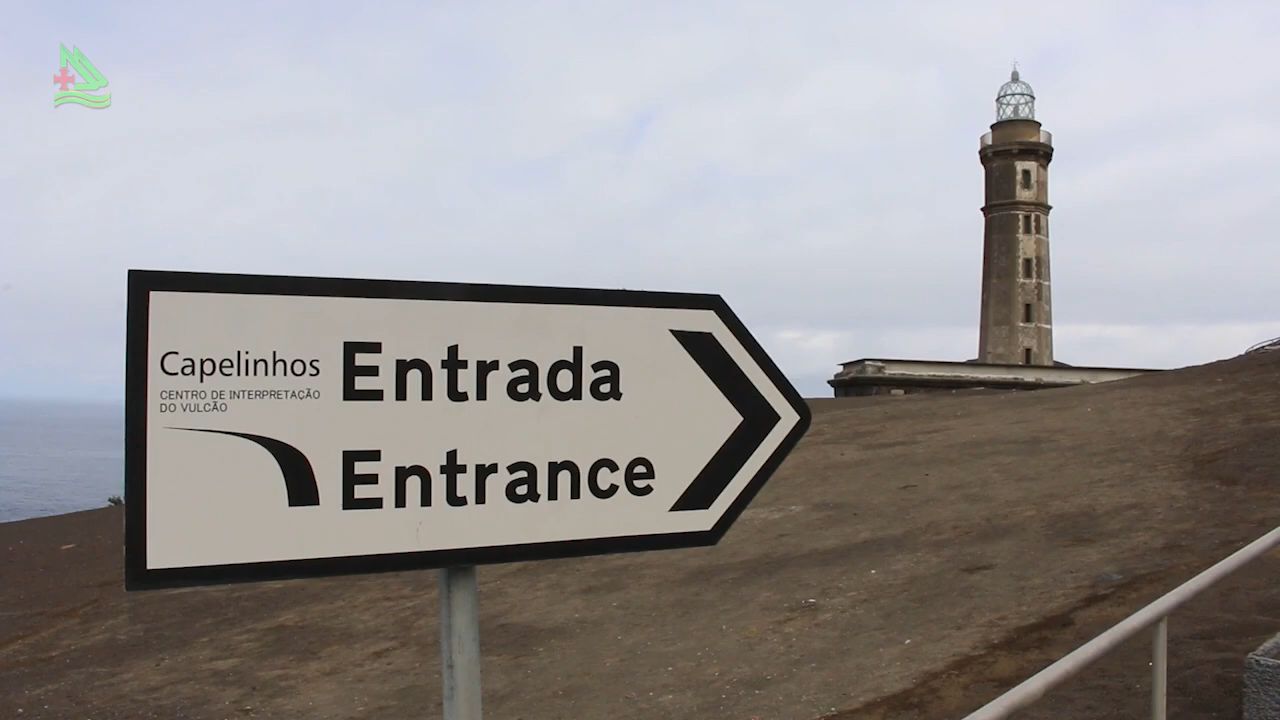 Capelinhos
CENTRO DE INTERPRETAÇÃO
DO VULCÃO
Entrada
Entrance